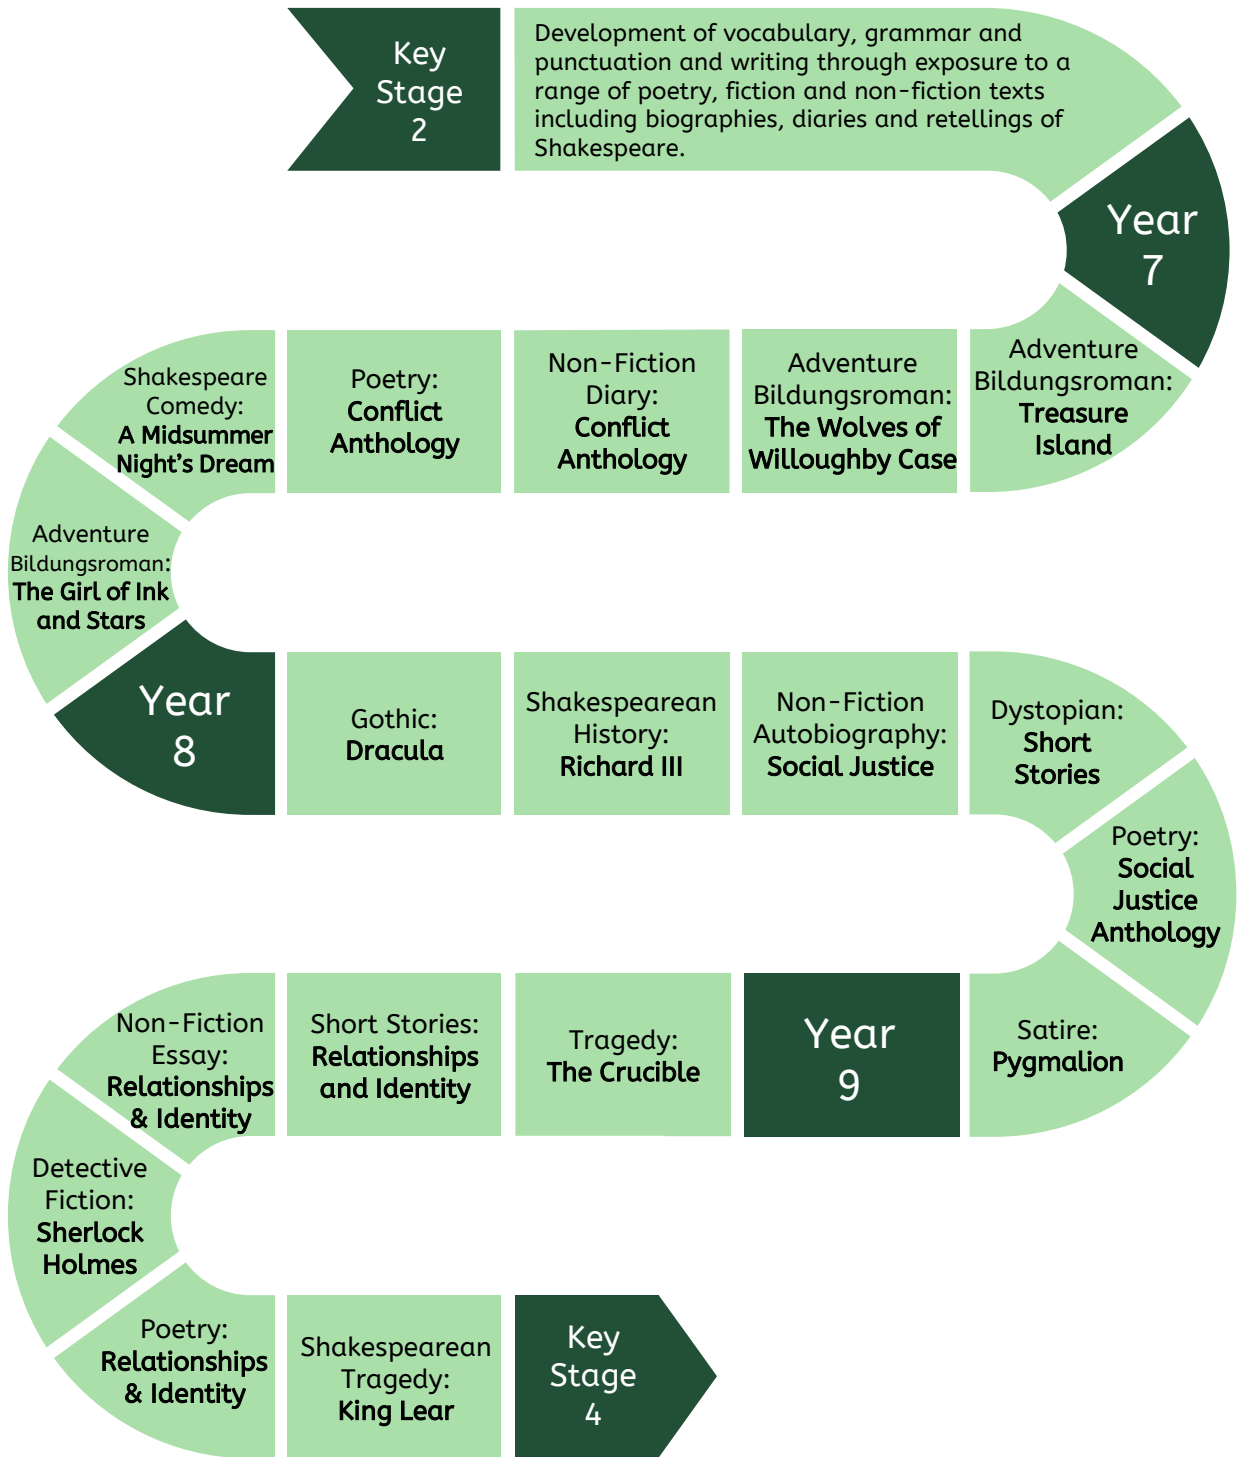 Key
Stage
2
Development of vocabulary, grammar and
punctuation and writing through exposure to a
range of poetry, fiction and non-fiction texts
including biographies, diaries and retellings of
Shakespeare.
Year
7
Adventure
Bildungsroman:
Treasure
Island
Adventure
Bildungsroman:
The Wolves of
Willoughby Case
Non-Fiction
Diary:
Conflict
Anthology
Poetry:
Conflict
Anthology
Shakespeare
Comedy:
A Midsummer
Night's Dream
Adventure
Bildungsroman:
The Girl of Ink
and Stars
Year
8
Gothic:
Dracula
Shakespearean
History:
Richard III
Non-Fiction
Autobiography:
Social Justice
Dystopian:
Short
Stories
Poetry:
Social
Justice
Anthology
Satire:
Pygmalion
Year
9
Tragedy:
The Crucible
Short Stories:
Relationships
and Identity
Non-Fiction
Essay:
Relationships
& Identity
Detective
Fiction:
Sherlock
Holmes
Poetry:
Relationships
& Identity
Shakespearean
Tragedy:
King Lear
Key
Stage
4